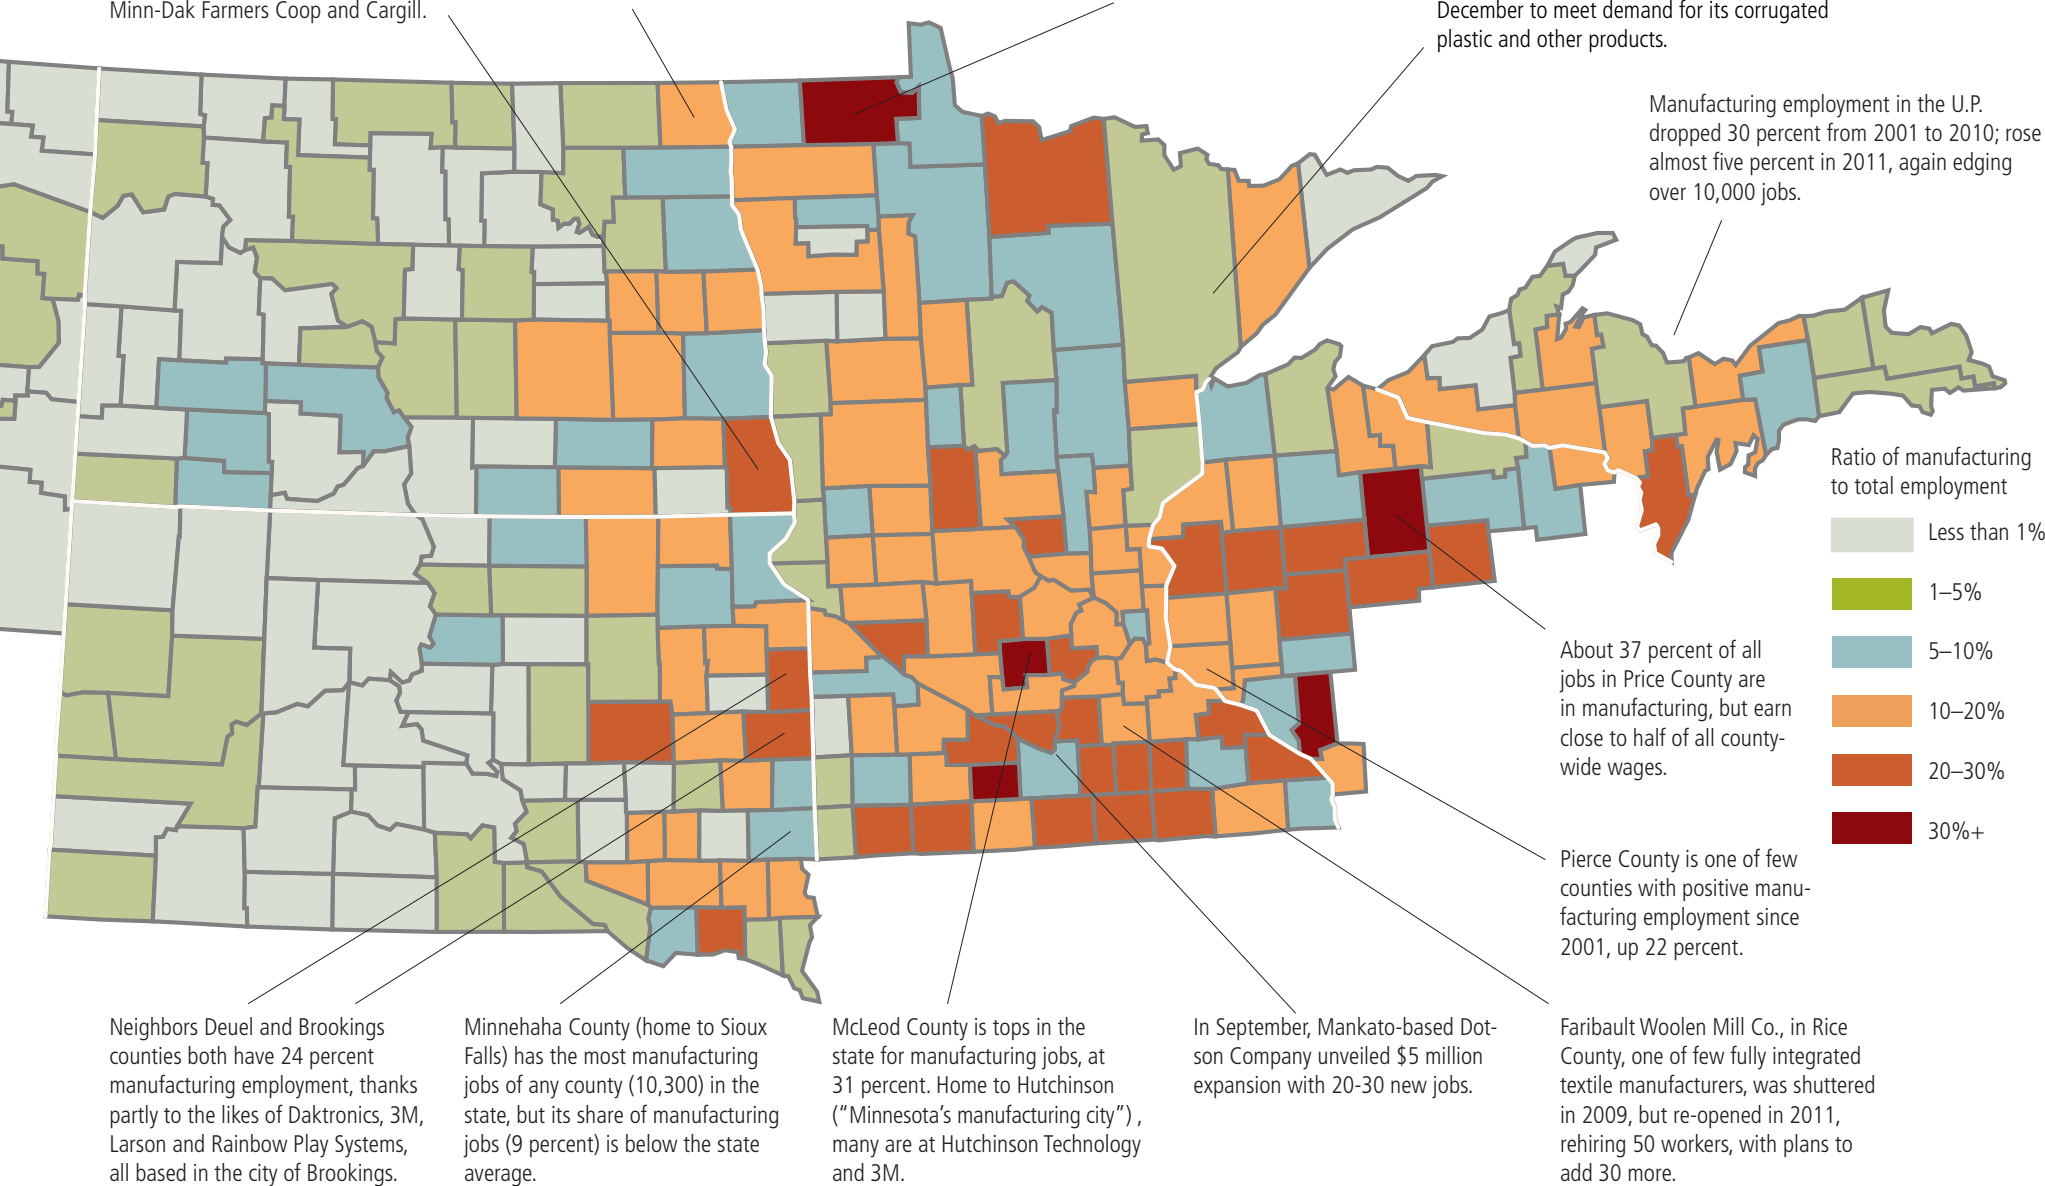 Minn-Dak Farmers Coop and Cargill.
December to meet demand for its corrugated
plastic and other products.
Manufacturing employment in the U.P.
dropped 30 percent from 2001 to 2010; rose
almost five percent in 2011, again edging
over 10,000 jobs.
Ratio of manufacturing
to total employment
Less than 1%
1–5%
5–10%
10–20%
20–30%
30%+
About 37 percent of all
jobs in Price County are
in manufacturing, but earn
close to half of all county-
wide wages.
Pierce County is one of few
counties with positive manu-
facturing employment since
2001, up 22 percent.
Neighbors Deuel and Brookings
counties both have 24 percent
manufacturing employment, thanks
partly to the likes of Daktronics, 3M,
Larson and Rainbow Play Systems,
all based in the city of Brookings.
Minnehaha County (home to Sioux
Falls) has the most manufacturing
jobs of any county (10,300) in the
state, but its share of manufacturing
jobs (9 percent) is below the state
average.
McLeod County is tops in the
state for manufacturing jobs, at
31 percent. Home to Hutchinson
(“Minnesota’s manufacturing city”) ,
many are at Hutchinson Technology
and 3M.
In September, Mankato-based Dot-
son Company unveiled $5 million
expansion with 20-30 new jobs.
Faribault Woolen Mill Co., in Rice
County, one of few fully integrated
textile manufacturers, was shuttered
in 2009, but re-opened in 2011,
rehiring 50 workers, with plans to
add 30 more.